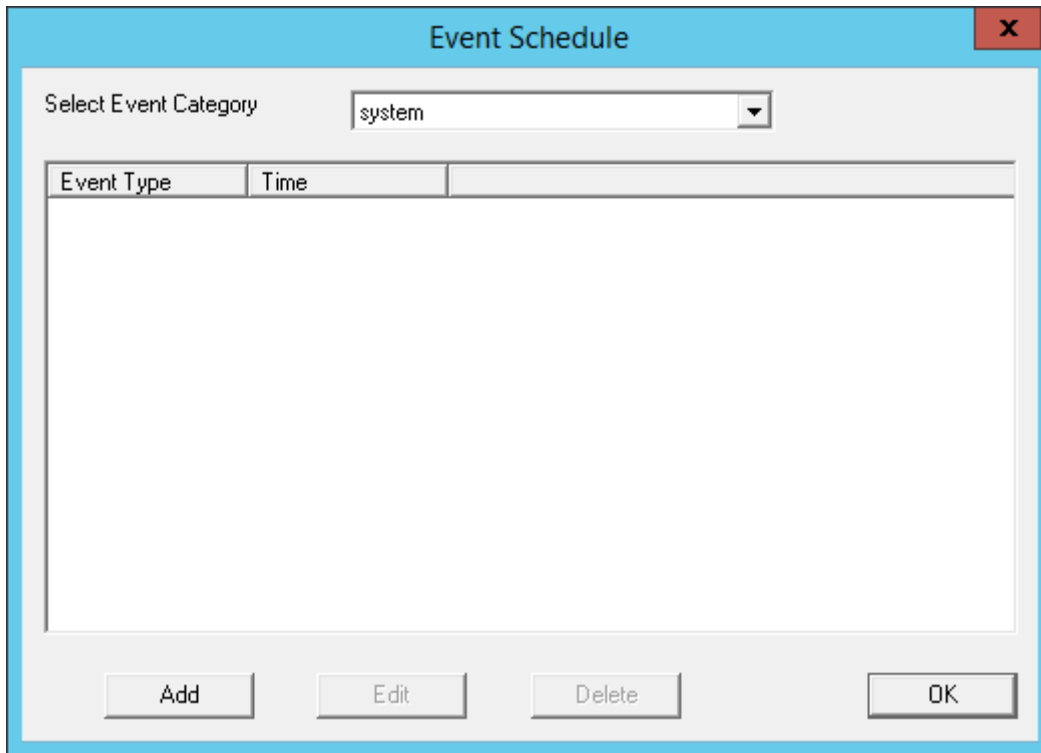 Event Schedule
x
Select Event Category
system
Event Type Time
Add Edit Delete OK